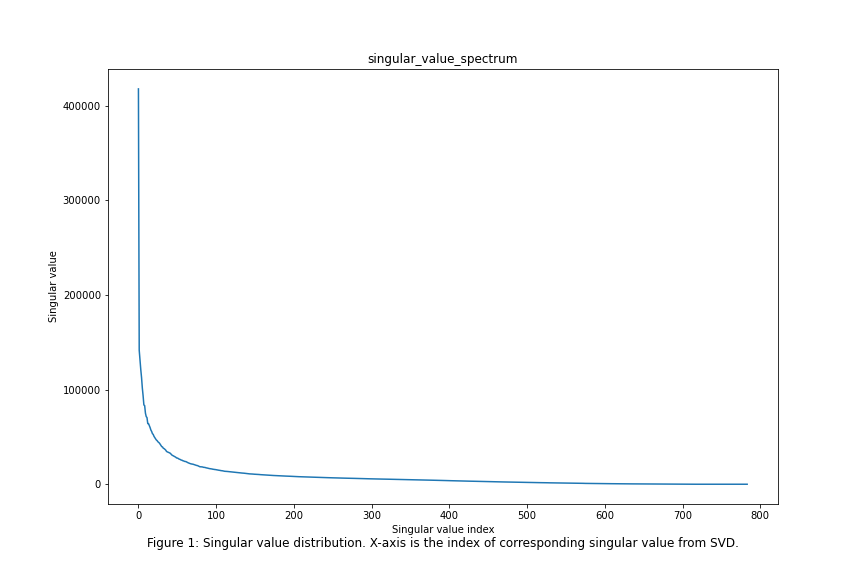 singular_value_spectrum
400000
300000
200000
100000
0
Singular value
0 100 200 300 400 500 600 700 800
Singular value index
Figure 1: Singular value distribution. X-axis is the index of corresponding singular value from SVD.